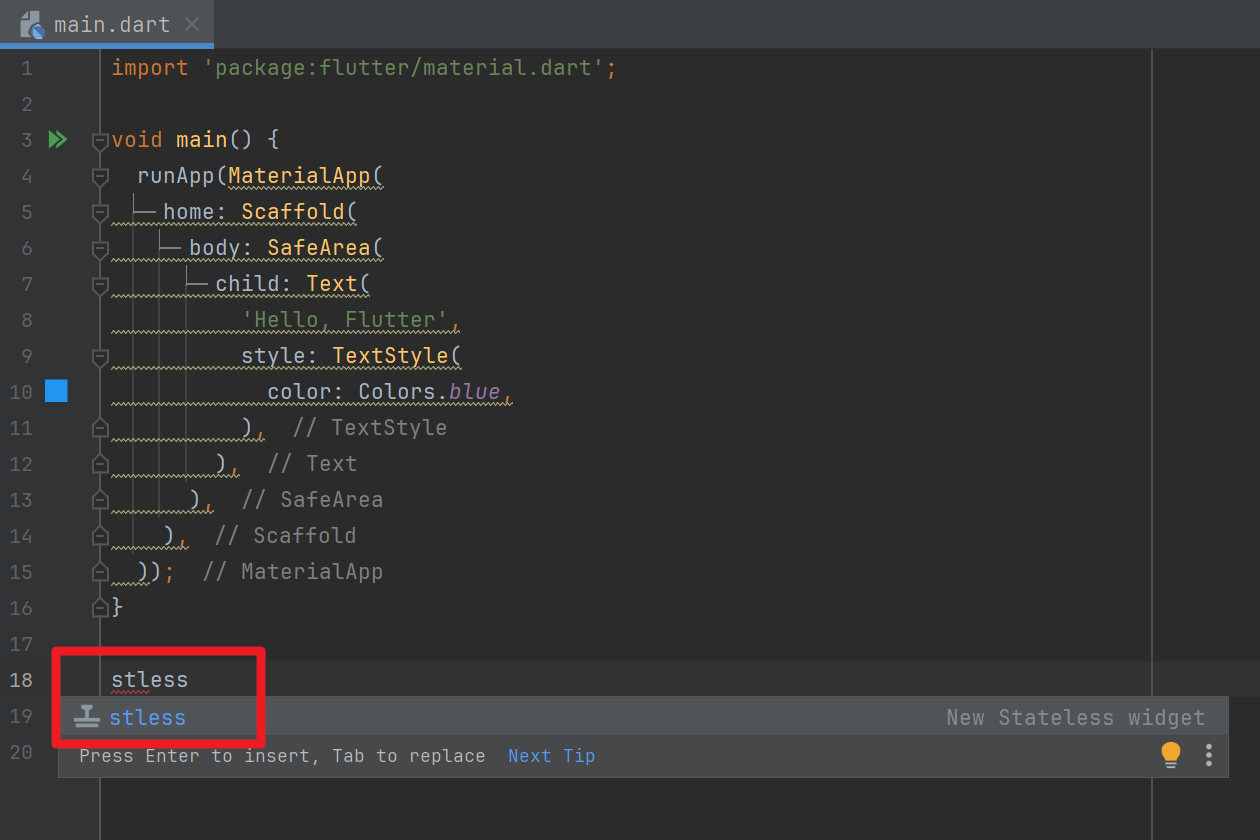 main.dart
1 import 'package:flutter/material.dart';
2
3 void main() {
4   runApp(MaterialApp(
5     home: Scaffold(
6       body: SafeArea(
7         child: Text(
8           'Hello, Flutter',
9           style: TextStyle(
10             color: Colors.blue,
11           ), // TextStyle
12         ), // Text
13       ), // SafeArea
14     ), // Scaffold
15   )); // MaterialApp
16 }
17
18 stless
19 stless New Stateless widget
20 Press Enter to insert, Tab to replace Next Tip